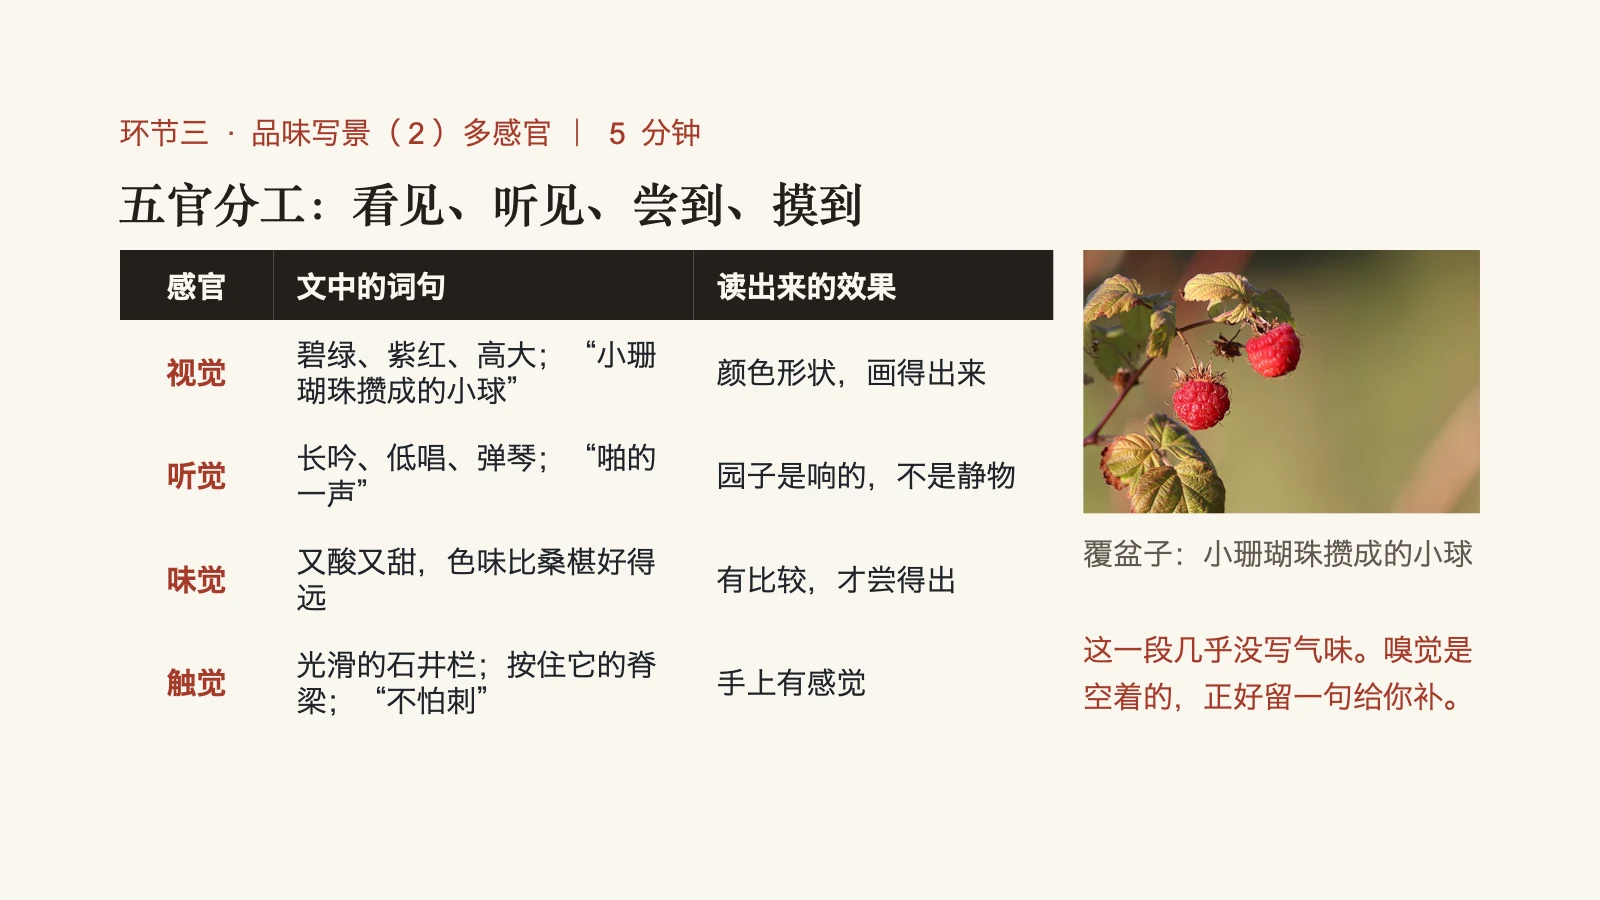 环节三 · 品味写景（2）多感官 ｜ 5 分钟
五官分工：看见、听见、尝到、摸到
感官 文中的词句 读出来的效果
视觉 碧绿、紫红、高大；“小珊
瑚珠攒成的小球” 颜色形状，画得出来
听觉 长吟、低唱、弹琴；“啪的
一声” 园子是响的，不是静物
味觉 又酸又甜，色味比桑椹好得
远 有比较，才尝得出
触觉 光滑的石井栏；按住它的脊
梁；“不怕刺” 手上有感觉
覆盆子：小珊瑚珠攒成的小球
这一段几乎没写气味。嗅觉是
空着的，正好留一句给你补。